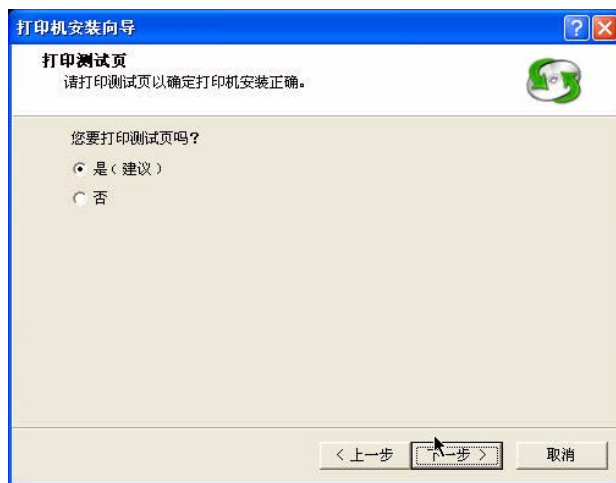 打印机安装向导
打印测试页
请打印测试页以确定打印机安装正确。
您要打印测试页吗?
是(建议)
否
<上一步 下一步> 取消